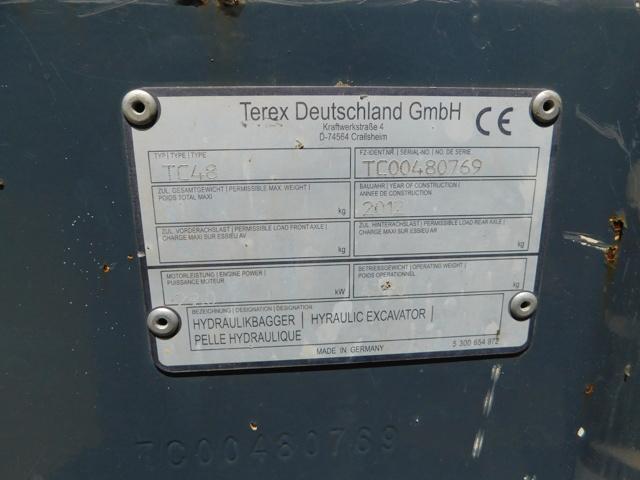 Terex Deutschland GmbH
Kraftwerkstraße 4
D-74564 Crailsheim
CE
TYP | TYPE | TYPE
TC48
FZ-IDENT.NR. | SERIAL-NO. | NO. DE SERIE
TC00480769
ZUL. GESAMTGEWICHT | PERMISSIBLE MAX. WEIGHT |
POIDS TOTAL MAXI
kg
BAUJAHR | YEAR OF CONSTRUCTION |
ANNEE DE CONSTRUCTION
ZUL. VORDERACHSLAST | PERMISSIBLE LOAD FRONT AXLE |
CHARGE MAXI SUR ESSIEU AV
kg
ZUL. HINTERACHSLAST | PERMISSIBLE LOAD REAR AXLE |
CHARGE MAXI SUR ESSIEU AR
kg
MOTORLEISTUNG | ENGINE POWER |
PUISSANCE MOTEUR
kW
BETRIEBSGEWICHT | OPERATING WEIGHT |
POIDS OPERATIONNEL
kg
BEZEICHNUNG | DESIGNATION | DESIGNATION
HYDRAULIKBAGGER | HYRAULIC EXCAVATOR |
PELLE HYDRAULIQUE
MADE IN GERMANY
5 300 654 972
TC00480769